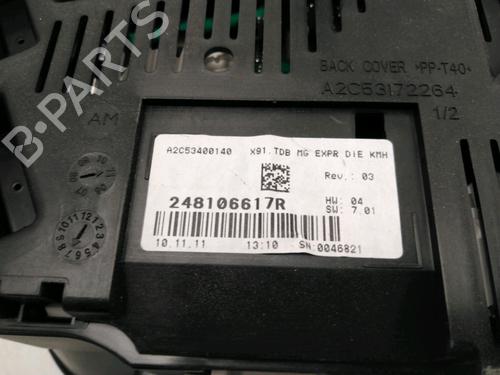 B-PARTS
BACK COVER >PP-T40<
A2C53172264
1/2
AM
A2C53400140 X91.TDB MG EXPR DIE KMH
Rev.: 03
248106617R
HW: 04
SW: 7.01
10.11.11 13:10 SN:0046821